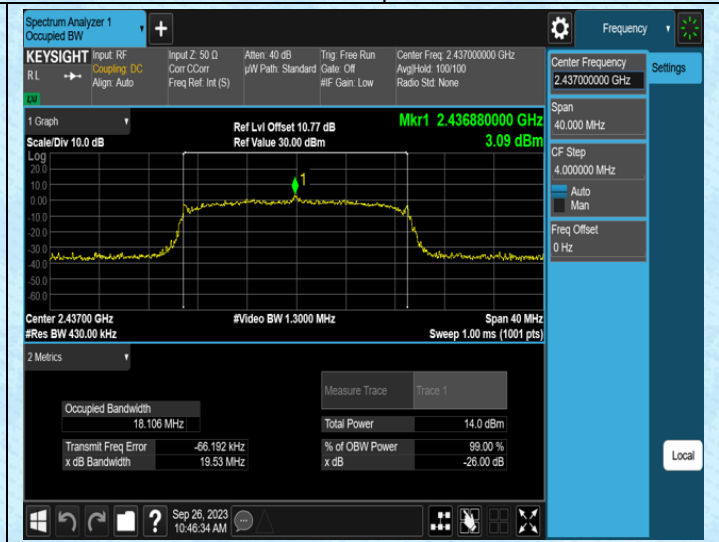 Spectrum Analyzer 1
Occupied BW
+
Frequency
KEYSIGHT
RL
Input: RF
Coupling: DC
Align: Auto
Input Z: 50 Ω
Corr CCorr
Freq Ref: Int (S)
Atten: 40 dB
µW Path: Standard
Trig: Free Run
Gate: Off
#IF Gain: Low
Center Freq: 2.437000000 GHz
Avg|Hold: 100/100
Radio Std: None
LXI
1 Graph
Scale/Div 10.0 dB
Ref Lvl Offset 10.77 dB
Ref Value 30.00 dBm
Mkr1 2.436880000 GHz
3.09 dBm
Log
20.0
10.0
0.00
-10.0
-20.0
-30.0
-40.0
-50.0
-60.0
1
Center 2.43700 GHz
#Res BW 430.00 kHz
#Video BW 1.3000 MHz
Span 40 MHz
Sweep 1.00 ms (1001 pts)
2 Metrics
Measure Trace
Trace 1
Occupied Bandwidth
18.106 MHz
Total Power
14.0 dBm
Transmit Freq Error
-66.192 kHz
% of OBW Power
99.00 %
x dB Bandwidth
19.53 MHz
x dB
-26.00 dB
Center Frequency
2.437000000 GHz
Settings
Span
40.000 MHz
CF Step
4.000000 MHz
Auto
Man
Freq Offset
0 Hz
Local
?
Sep 26, 2023
10:46:34 AM